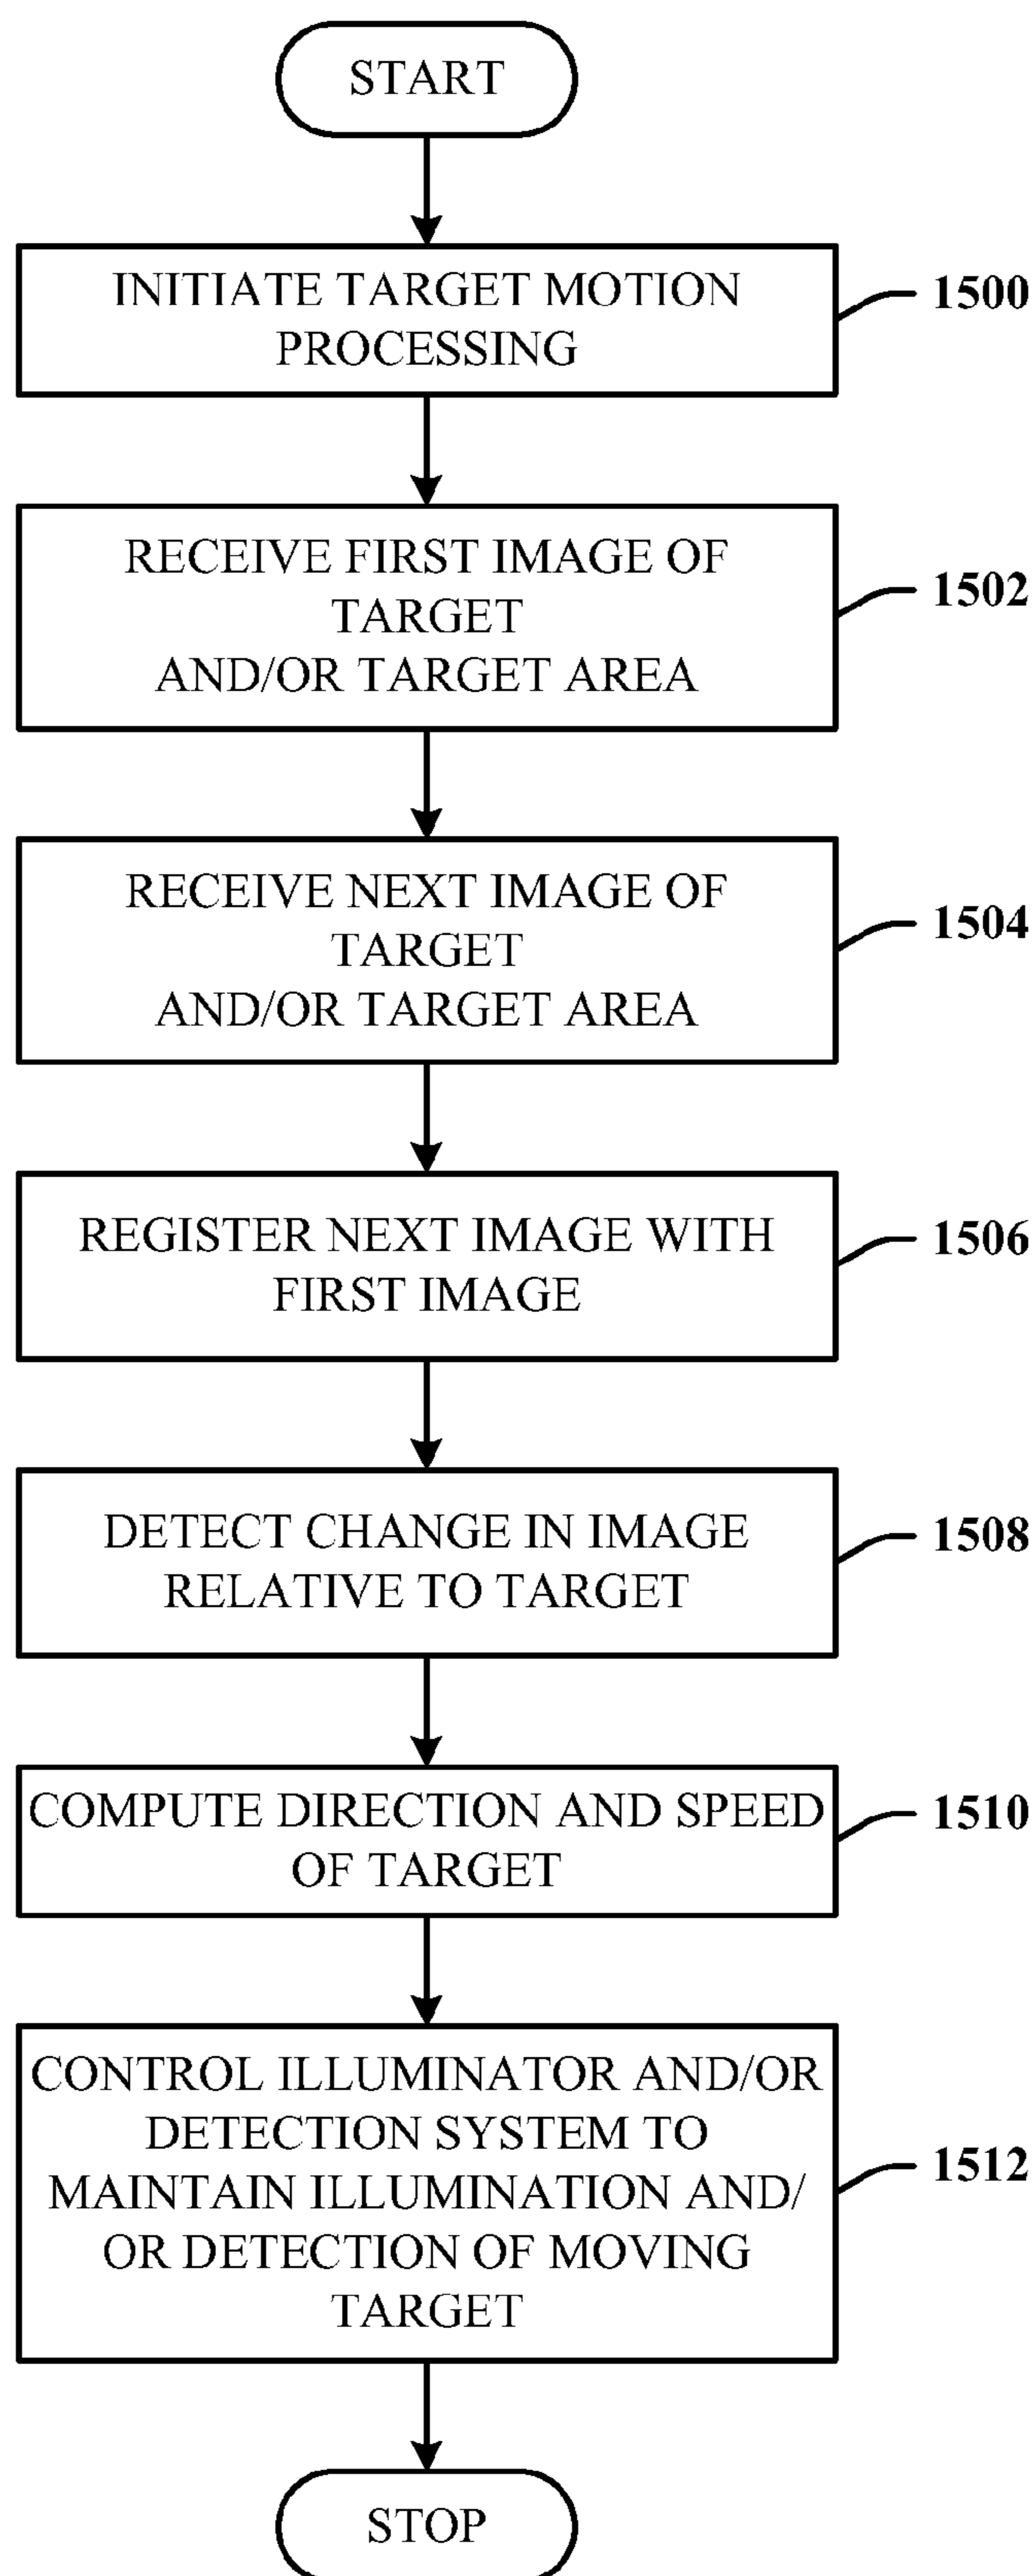 START
INITIATE TARGET MOTION
PROCESSING
1500
RECEIVE FIRST IMAGE OF
TARGET
AND/OR TARGET AREA
1502
RECEIVE NEXT IMAGE OF
TARGET
AND/OR TARGET AREA
1504
REGISTER NEXT IMAGE WITH
FIRST IMAGE
1506
DETECT CHANGE IN IMAGE
RELATIVE TO TARGET
1508
COMPUTE DIRECTION AND SPEED
OF TARGET
1510
CONTROL ILLUMINATOR AND/OR
DETECTION SYSTEM TO
MAINTAIN ILLUMINATION AND/
OR DETECTION OF MOVING
TARGET
1512
STOP